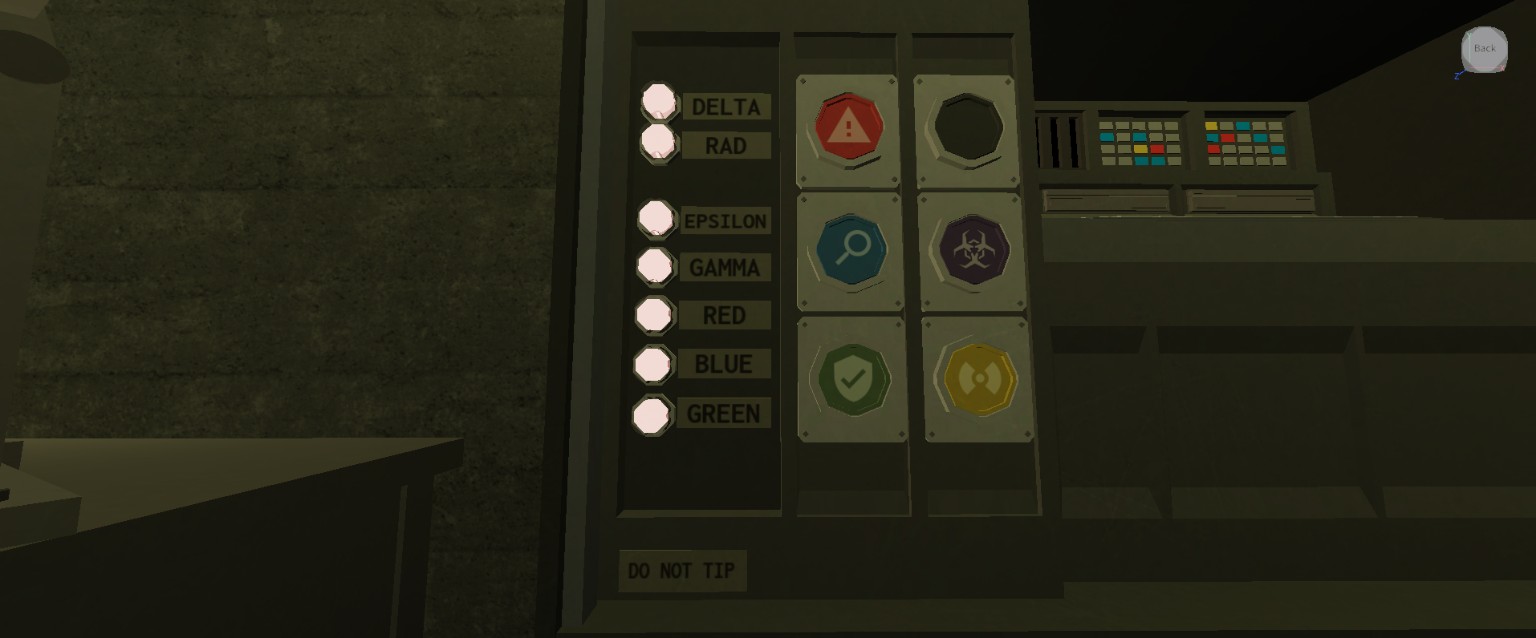 Back
DELTA
RAD
EPSILON
GAMMA
RED
BLUE
GREEN
DO NOT TIP
Z